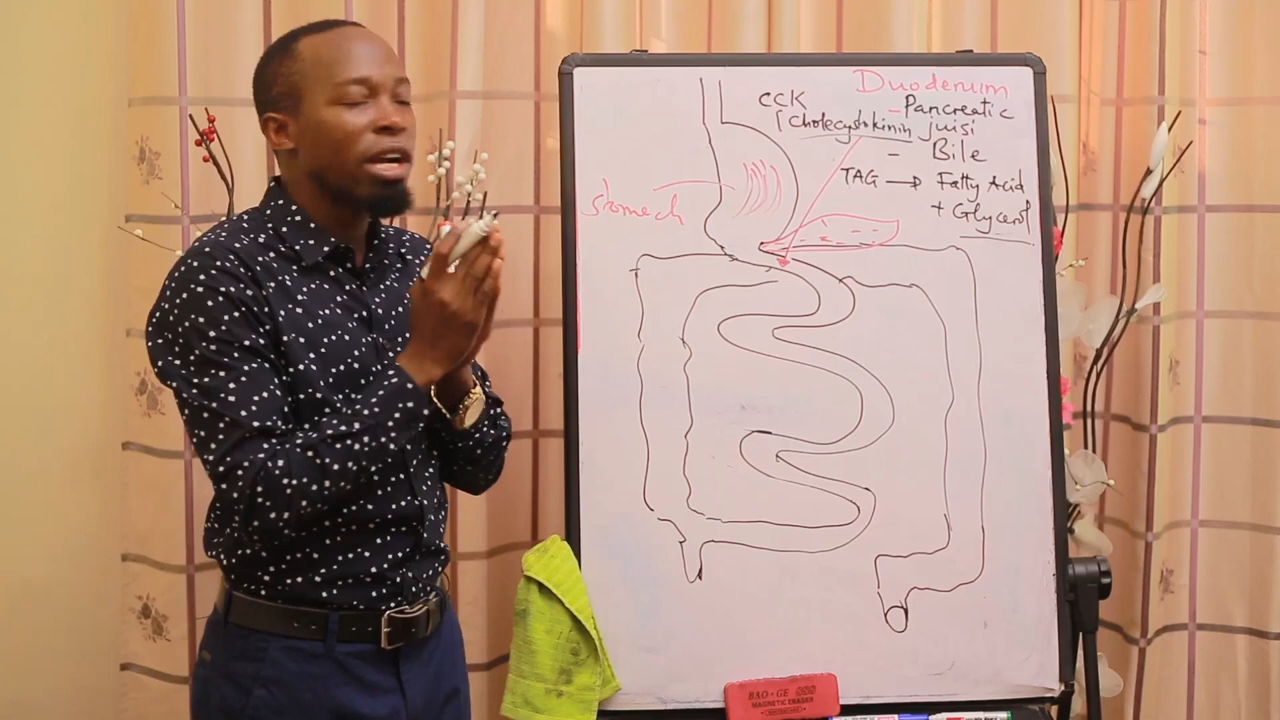 Duodenum
CCK
- Pancreatic
[Cholecystokinin juisi
- Bile
TAG → Fatty Acid
+ Glycerol
stomach
BAO·GE
MAGNETIC ERASER